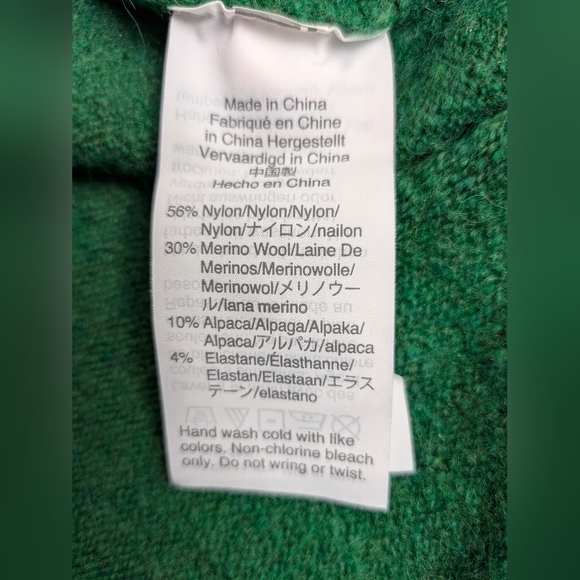 Made in China
Fabriqué en Chine
in China Hergestellt
Vervaardigd in China
中国製
Hecho en China
56% Nylon/Nylon/Nylon/
Nylon/ナイロン/nailon
30% Merino Wool/Laine De
Merinos/Merinowolle/
Merinowol/メリノウー
ル/lana merino
10% Alpaca/Alpaga/Alpaka/
Alpaca/アルパカ/alpaca
4% Elastane/Élasthanne/
Elastan/Elastaan/エラス
テーン/elastano
Hand wash cold with like
colors. Non-chlorine bleach
only. Do not wring or twist.